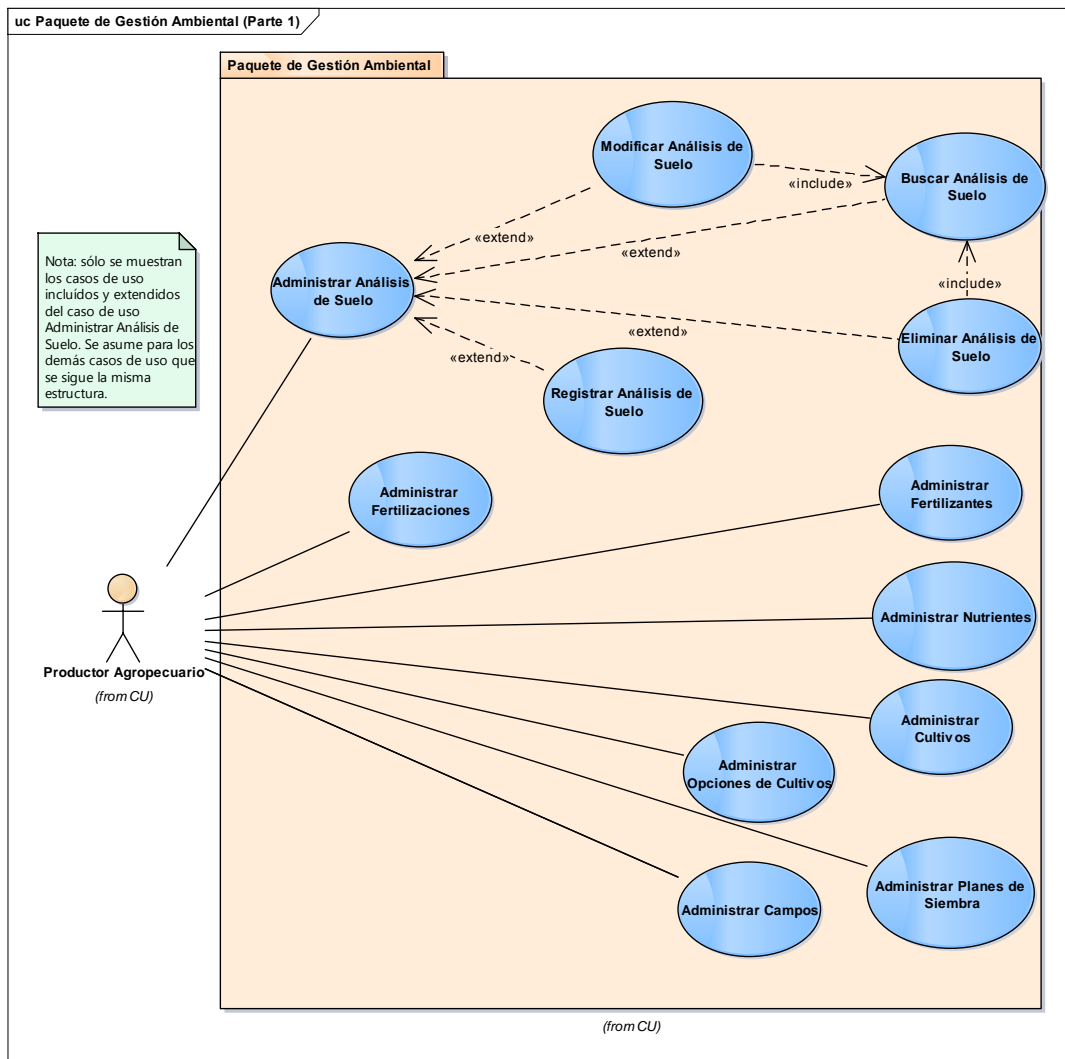 uc Paquete de Gestión Ambiental (Parte 1)
Paquete de Gestión Ambiental
Modificar Análisis de
Suelo
Buscar Análisis de
Suelo
«include»
«extend»
«extend»
Nota: sólo se muestran
los casos de uso
incluídos y extendidos
del caso de uso
Administrar Análisis de
Suelo. Se asume para los
demás casos de uso que
se sigue la misma
estructura.
Administrar Análisis
de Suelo
«include»
«extend»
Eliminar Análisis de
Suelo
«extend»
Registrar Análisis de
Suelo
Administrar
Fertilizaciones
Administrar
Fertilizantes
Administrar Nutrientes
Productor Agropecuario
(from CU)
Administrar
Cultivos
Administrar
Opciones de Cultivos
Administrar Planes de
Siembra
Administrar Campos
(from CU)